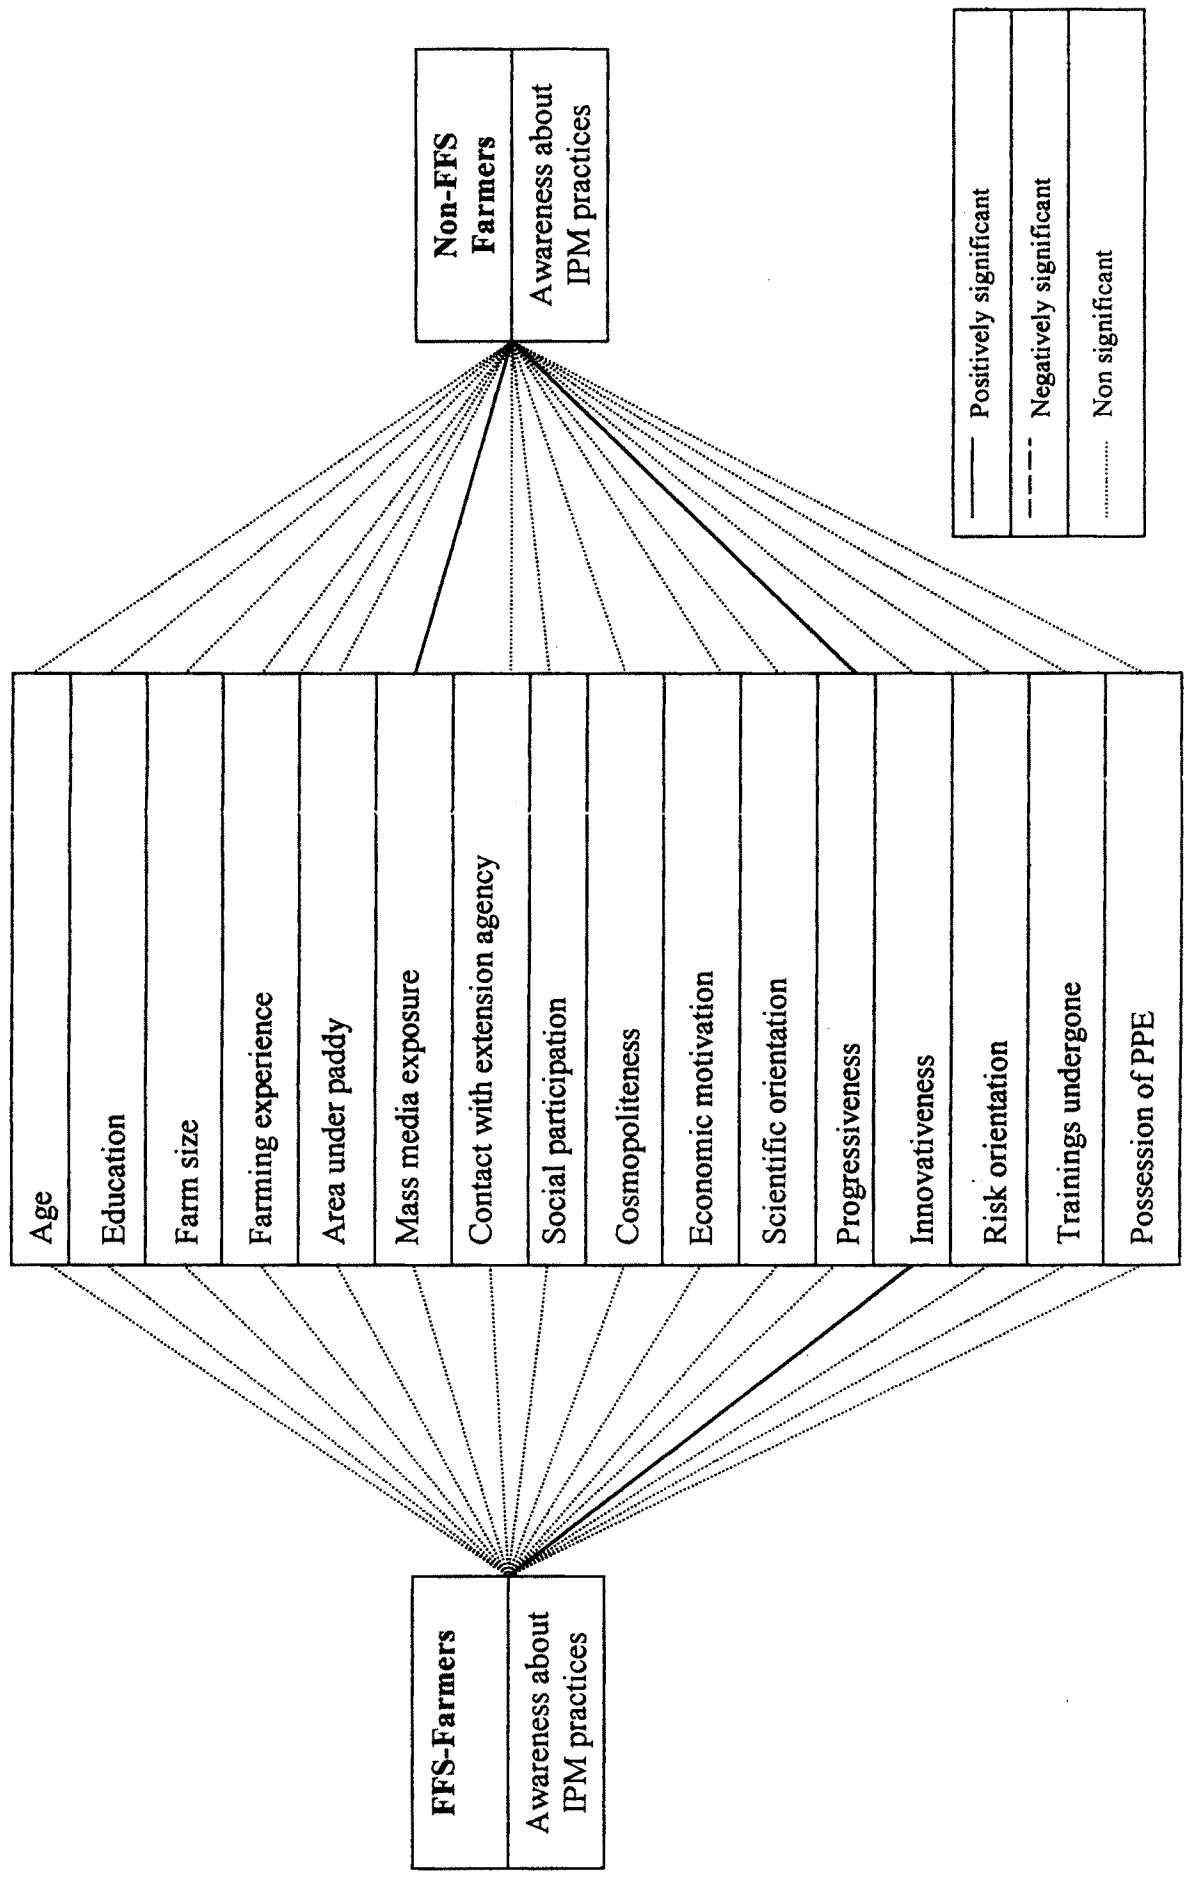 FFS-Farmers
Awareness about
IPM practices
Age
Education
Farm size
Farming experience
Area under paddy
Mass media exposure
Contact with extension agency
Social participation
Cosmopoliteness
Economic motivation
Scientific orientation
Progressiveness
Innovativeness
Risk orientation
Trainings undergone
Possession of PPE
Non-FFS
Farmers
Awareness about
IPM practices
Positively significant
Negatively significant
Non significant